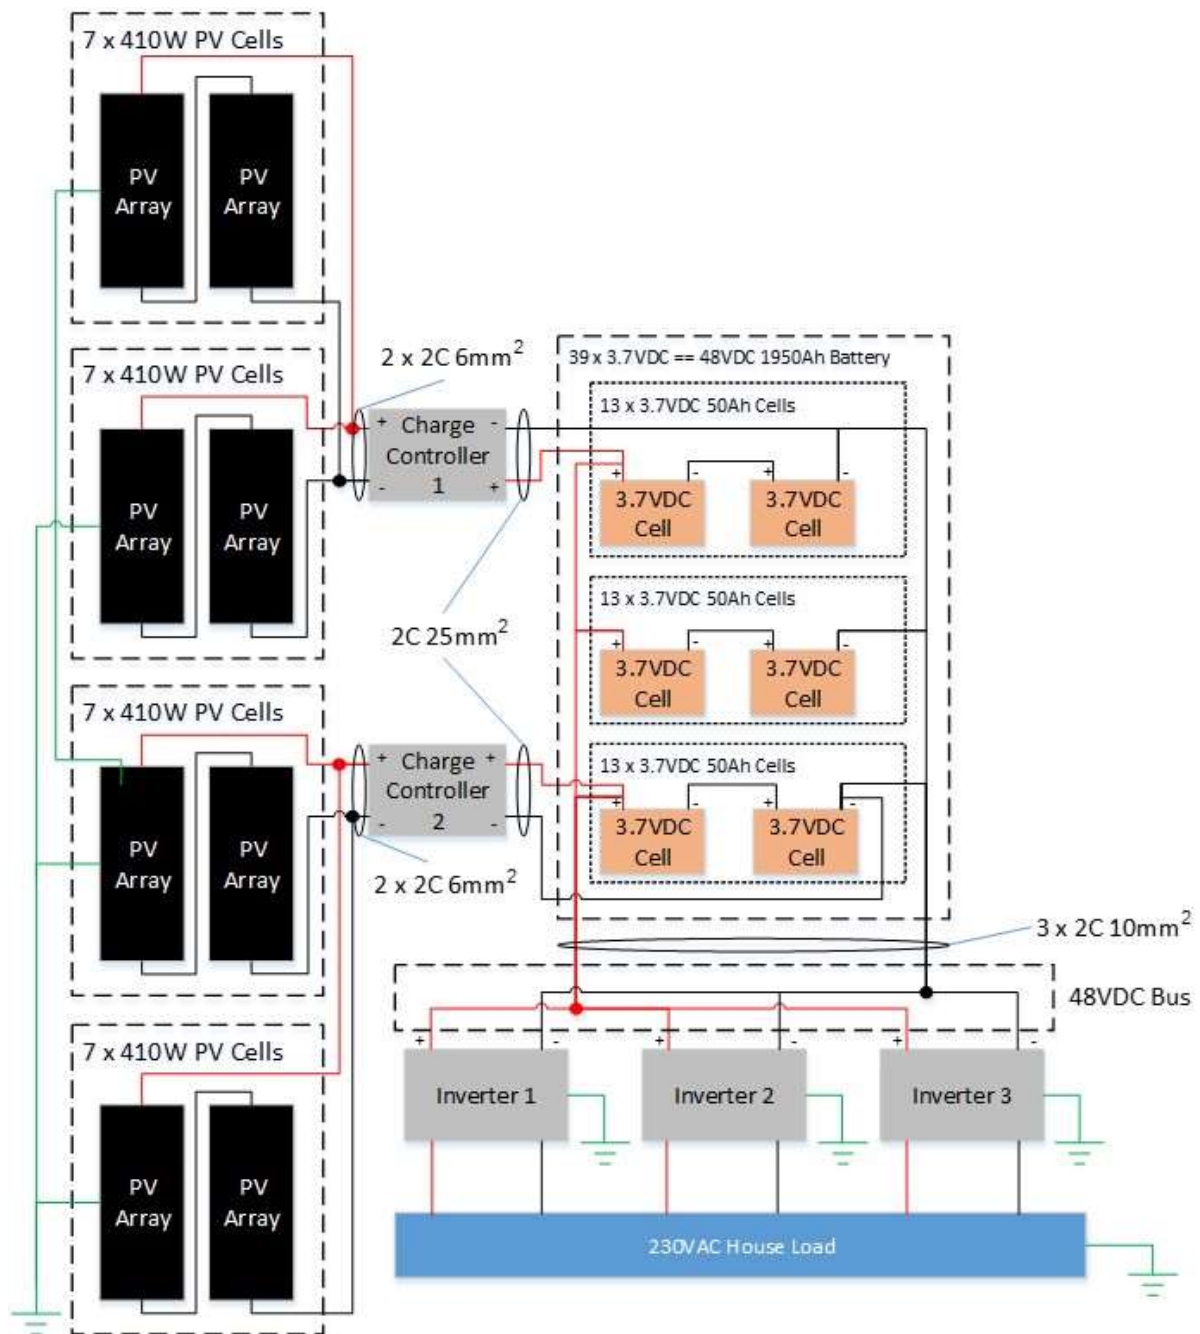 7 x 410W PV Cells
PV
Array
PV
Array
7 x 410W PV Cells
PV
Array
PV
Array
7 x 410W PV Cells
PV
Array
PV
Array
7 x 410W PV Cells
PV
Array
PV
Array
2 x 2C 6mm²
+ Charge -
Controller
- 1 +
2C 25mm²
+ Charge +
Controller
- 2 -
2 x 2C 6mm²
39 x 3.7VDC == 48VDC 1950Ah Battery
13 x 3.7VDC 50Ah Cells
+ - + -
3.7VDC
Cell
3.7VDC
Cell
13 x 3.7VDC 50Ah Cells
+ - + -
3.7VDC
Cell
3.7VDC
Cell
13 x 3.7VDC 50Ah Cells
+ - + -
3.7VDC
Cell
3.7VDC
Cell
3 x 2C 10mm²
48VDC Bus
+ - + - + -
Inverter 1
Inverter 2
Inverter 3
230VAC House Load